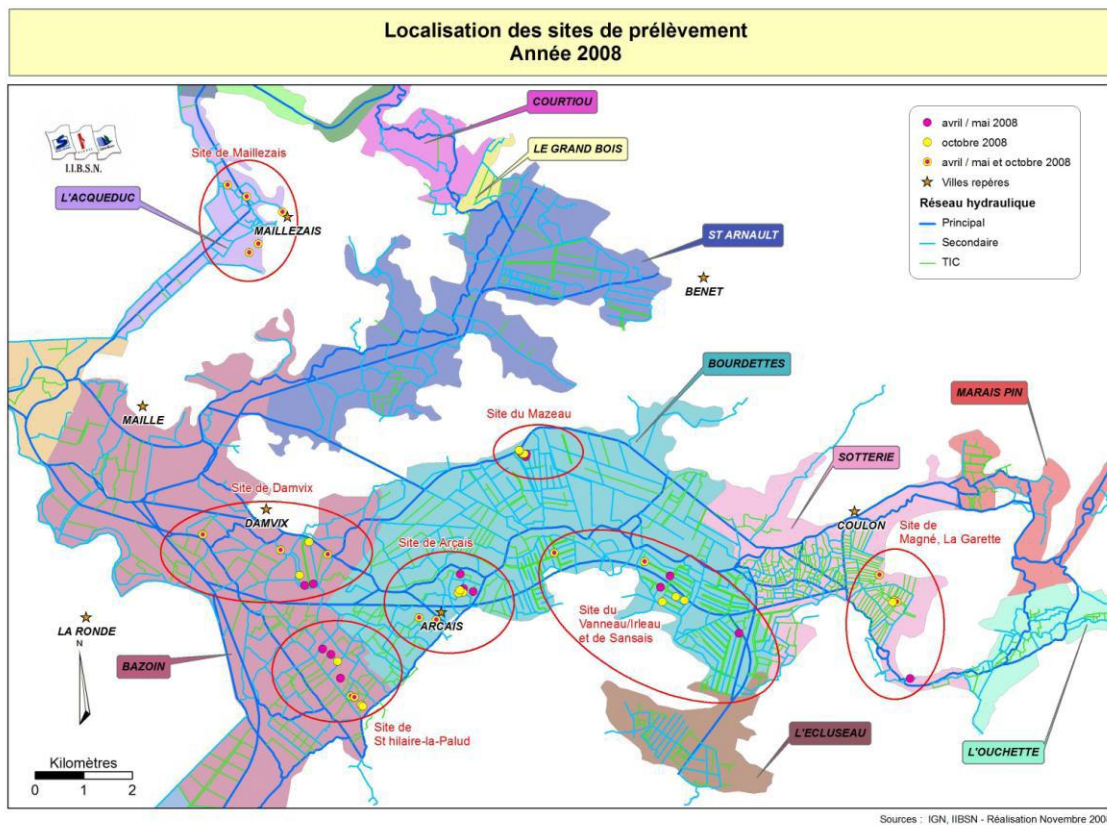 Localisation des sites de prélèvement
Année 2008
I.I.B.S.N.
COURTIOU
LE GRAND BOIS
Site de Maillezais
L'ACQUEDUC
MAILLEZAIS
ST ARNAULT
BENET
avril / mai 2008
octobre 2008
avril / mai et octobre 2008
Villes repères
Réseau hydraulique
Principal
Secondaire
TIC
BOURDETTES
MARAIS PIN
MAILLE
Site du Mazeau
SOTTERIE
Site de Damvix
DAMVIX
COULON
Site de
Magné, La Garette
Site de Arçais
ARCAIS
LA RONDE
N
BAZOIN
Site du
Vanneau/Irleau
et de Sansais
Site de
St hilaire-la-Palud
L'ECLUSEAU
L'OUCHETTE
Kilomètres
0 1 2
Sources : IGN, IIBSN - Réalisation Novembre 2008